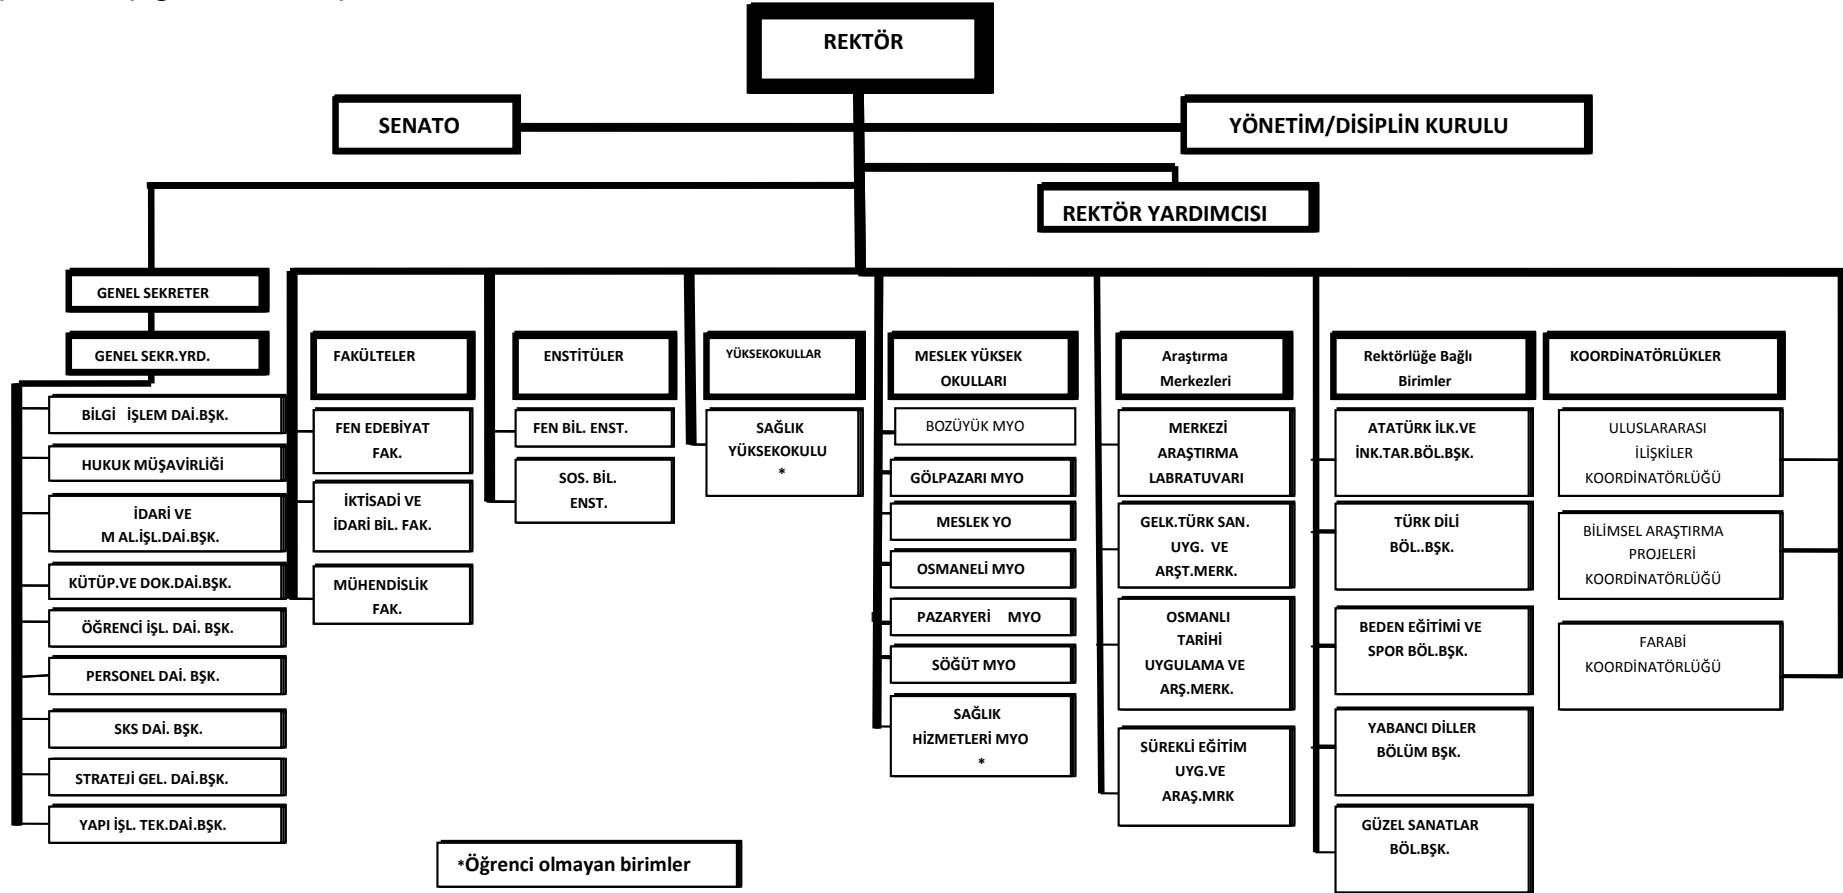 REKTÖR
SENATO
YÖNETİM/DİSİPLİN KURULU
REKTÖR YARDIMCISI
GENEL SEKRETER
GENEL SEKR.YRD.
BİLGİ İŞLEM DAİ.BŞK.
HUKUK MÜŞAVİRLİĞİ
İDARİ VE
M AL.İŞL.DAİ.BŞK.
KÜTÜP.VE DOK.DAİ.BŞK.
ÖĞRENCİ İŞL. DAİ. BŞK.
PERSONEL DAİ. BŞK.
SKS DAİ. BŞK.
STRATEJİ GEL. DAİ.BŞK.
YAPI İŞL. TEK.DAİ.BŞK.
FAKÜLTELER
FEN EDEBİYAT
FAK.
İKTİSADİ VE
İDARİ BİL. FAK.
MÜHENDİSLİK
FAK.
ENSTİTÜLER
FEN BİL. ENST.
SOS. BİL.
ENST.
YÜKSEKOKULLAR
SAĞLIK
YÜKSEKOKULU
*
MESLEK YÜKSEK
OKULLARI
BOZÜYÜK MYO
GÖLPAZARI MYO
MESLEK YO
OSMANELİ MYO
PAZARYERİ MYO
SÖĞÜT MYO
SAĞLIK
HİZMETLERİ MYO
*
Araştırma
Merkezleri
MERKEZİ
ARAŞTIRMA
LABRATUVARI
GELK.TÜRK SAN.
UYG. VE
ARŞT.MERK.
OSMANLI
TARİHİ
UYGULAMA VE
ARŞ.MERK.
SÜREKLİ EĞİTİM
UYG.VE
ARAŞ.MRK
Rektörlüğe Bağlı
Birimler
ATATÜRK İLK.VE
İNK.TAR.BÖL.BŞK.
TÜRK DİLİ
BÖL..BŞK.
BEDEN EĞİTİMİ VE
SPOR BÖL.BŞK.
YABANCI DİLLER
BÖLÜM BŞK.
GÜZEL SANATLAR
BÖL.BŞK.
KOORDİNATÖRLÜKLER
ULUSLARARASI
İLİŞKİLER
KOORDİNATÖRLÜĞÜ
BİLİMSEL ARAŞTIRMA
PROJELERİ
KOORDİNATÖRLÜĞÜ
FARABİ
KOORDİNATÖRLÜĞÜ
*Öğrenci olmayan birimler